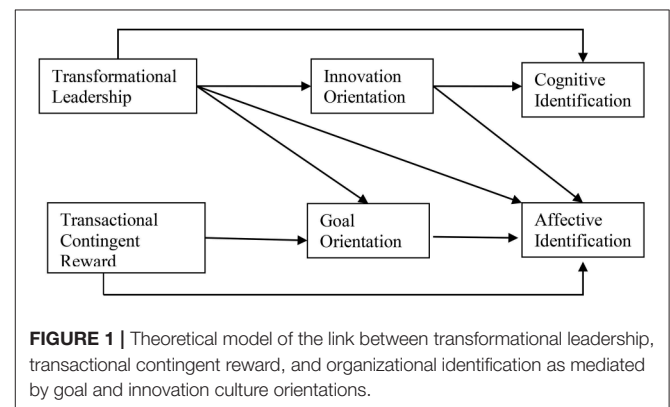 Transformational
Leadership
Innovation
Orientation
Cognitive
Identification
Transactional
Contingent
Reward
Goal
Orientation
Affective
Identification
FIGURE 1 | Theoretical model of the link between transformational leadership,
transactional contingent reward, and organizational identification as mediated
by goal and innovation culture orientations.